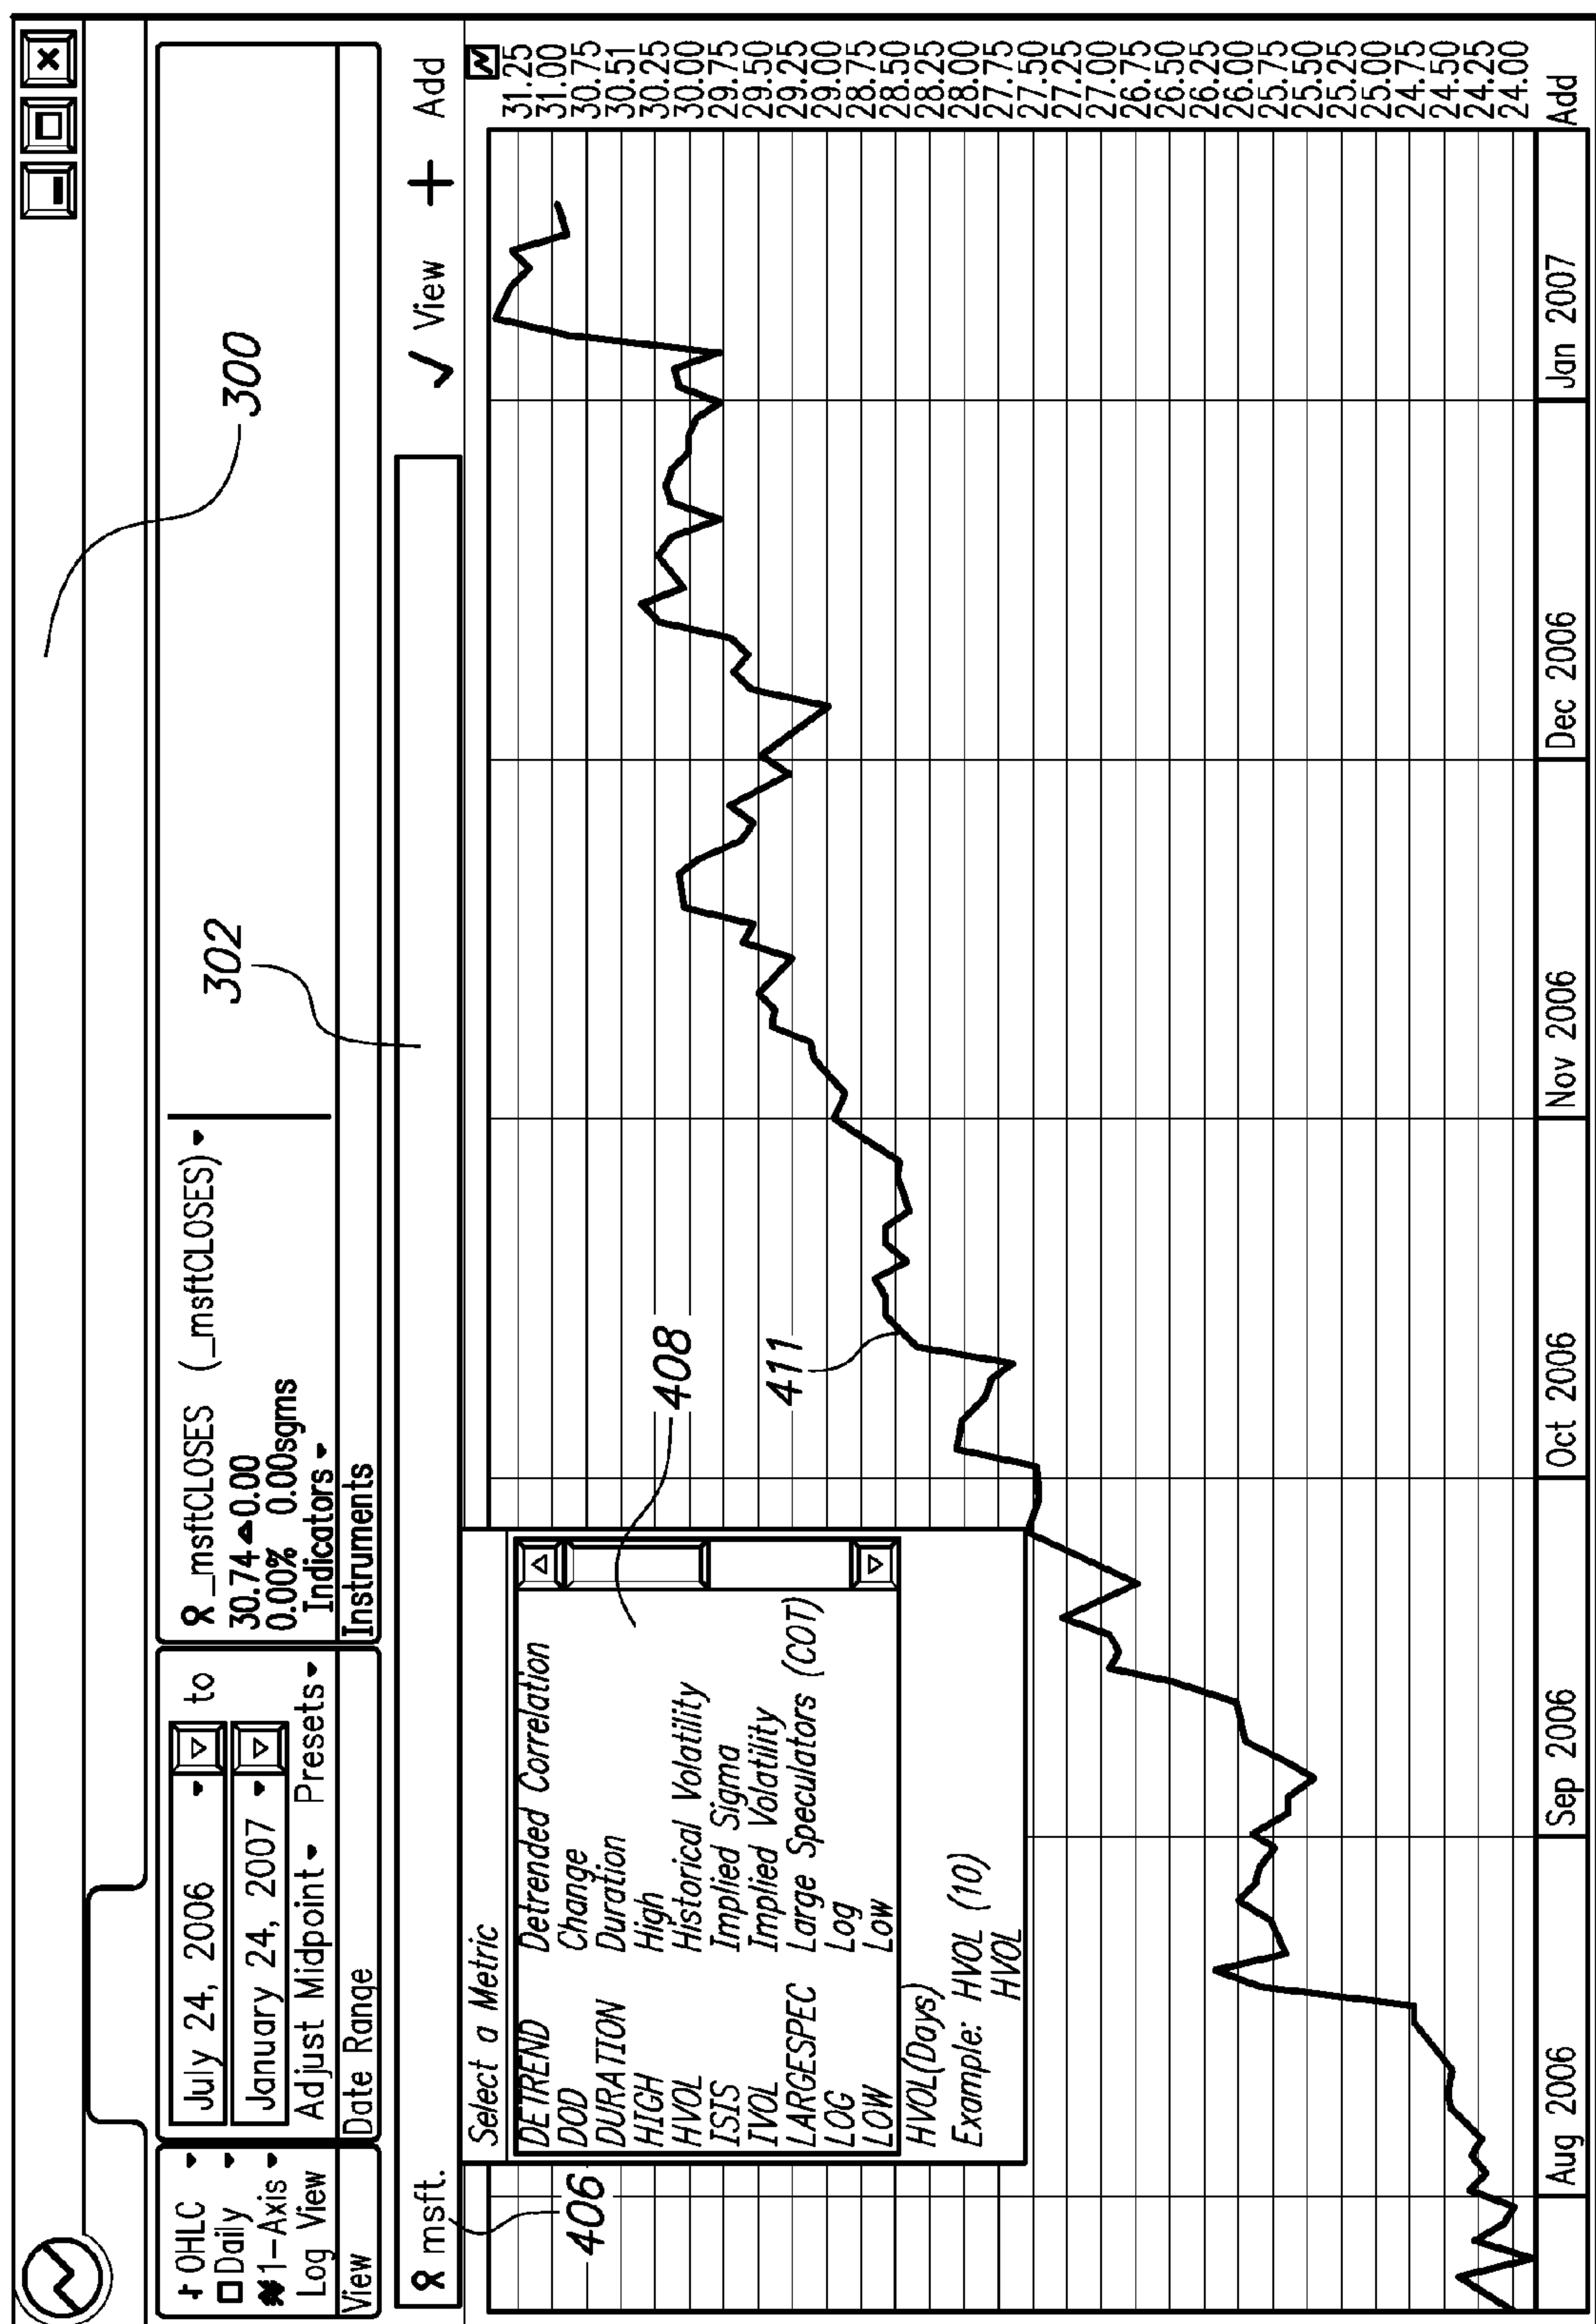 300
OHLC
Daily
1-Axis
Log View
View
July 24, 2006 to
January 24, 2007
Adjust Midpoint Presets
Date Range
_msftCLOSES (_msftCLOSES)
30.74 0.00
0.00% 0.00sgms
Indicators
Instruments
302
msft. View + Add
406
Select a Metric
DETREND Detrended Correlation
DOD Change
DURATION Duration
HIGH High
HVOL Historical Volatility
ISIS Implied Sigma
IVOL Implied Volatility
LARGESPEC Large Speculators (COT)
LOG Log
LOW Low
HVOL(Days)
Example: HVOL (10)
HVOL
408
411
31.25
31.00
30.75
30.51
30.25
30.00
29.75
29.50
29.25
29.00
28.75
28.50
28.25
28.00
27.75
27.50
27.25
27.00
26.75
26.50
26.25
26.00
25.75
25.50
25.25
25.00
24.75
24.50
24.25
24.00
Aug 2006 Sep 2006 Oct 2006 Nov 2006 Dec 2006 Jan 2007 Add